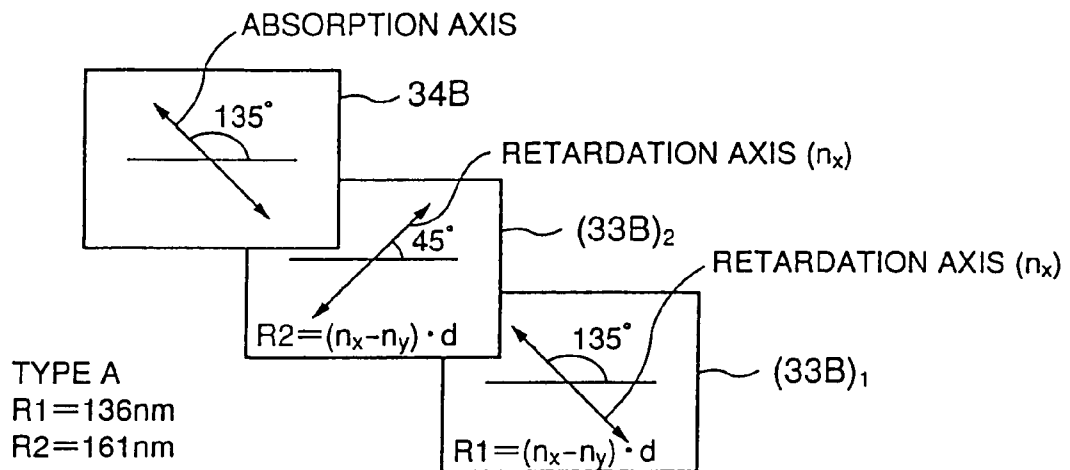 ABSORPTION AXIS
34B
135°
RETARDATION AXIS (nx)
45°
(33B)2
RETARDATION AXIS (nx)
R2=(nx-ny)·d
135°
(33B)1
TYPE A
R1=136nm
R2=161nm
R1=(nx-ny)·d